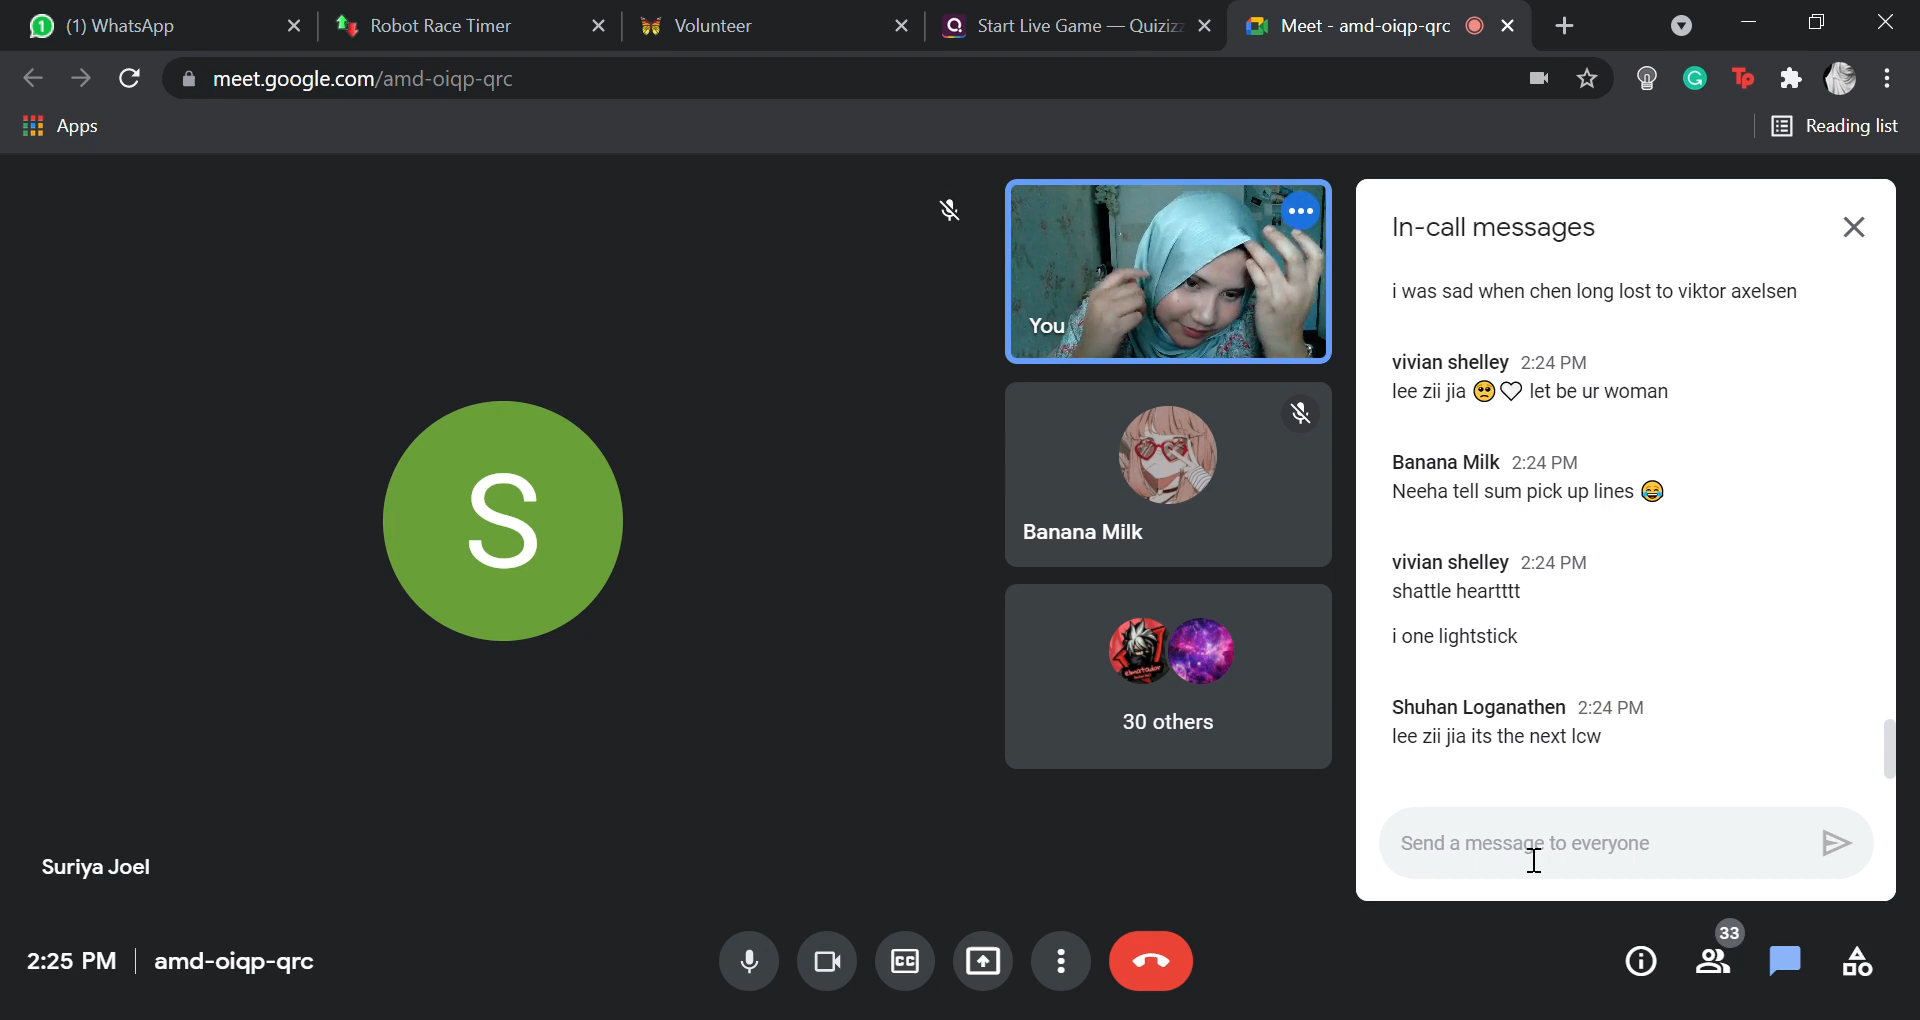 (1) WhatsApp
Robot Race Timer
Volunteer
Start Live Game — Quizizz
Meet - amd-oiqp-qrc
meet.google.com/amd-oiqp-qrc
Apps
Reading list
In-call messages
i was sad when chen long lost to viktor axelsen
You
vivian shelley 2:24 PM
lee zii jia 🥺🤍 let be ur woman
Banana Milk 2:24 PM
Neeha tell sum pick up lines 😂
S
Banana Milk
vivian shelley 2:24 PM
shattle heartttt
i one lightstick
30 others
Shuhan Loganathen 2:24 PM
lee zii jia its the next lcw
Send a message to everyone
Suriya Joel
33
2:25 PM | amd-oiqp-qrc
CC